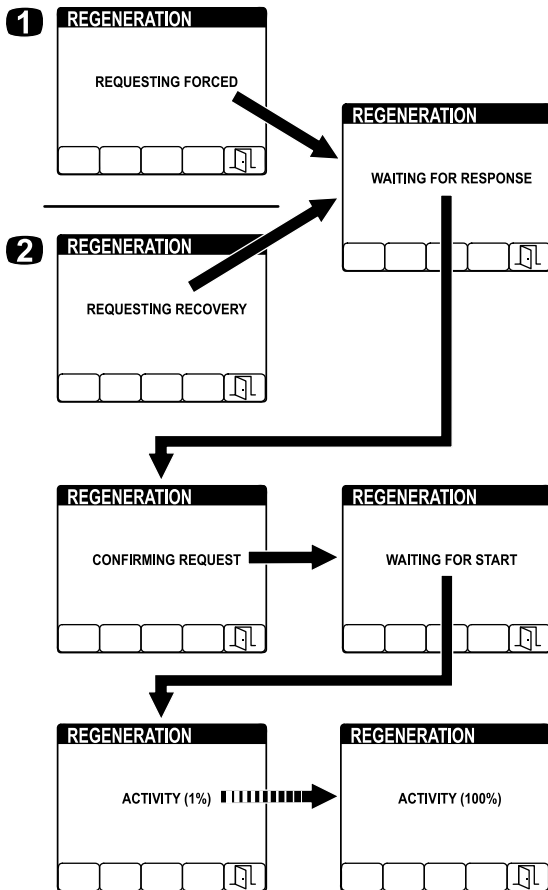 1
REGENERATION
REQUESTING FORCED
REGENERATION
WAITING FOR RESPONSE
2
REGENERATION
REQUESTING RECOVERY
REGENERATION
CONFIRMING REQUEST
REGENERATION
WAITING FOR START
REGENERATION
ACTIVITY (1%)
REGENERATION
ACTIVITY (100%)